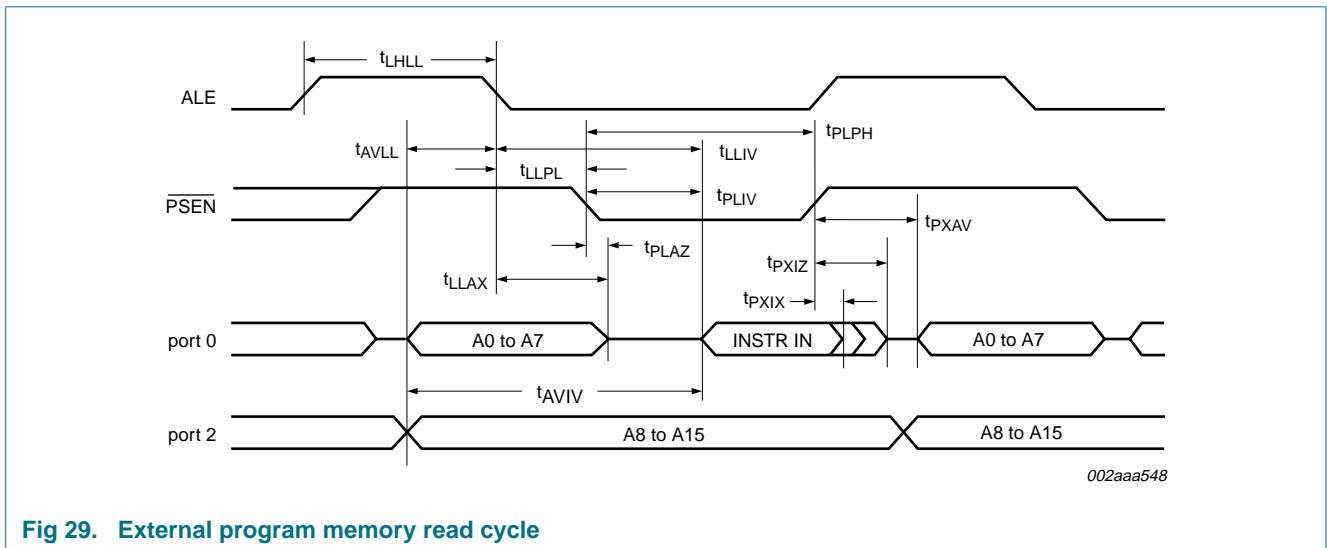 tLHLL
ALE
tPLPH
tAVLL
tLLIV
tLLPL
PSEN
tPLIV
tPXAV
tPLAZ
tPXIZ
tLLAX
tPXIX
port 0
A0 to A7
INSTR IN
A0 to A7
tAVIV
port 2
A8 to A15
A8 to A15
002aaa548
Fig 29. External program memory read cycle